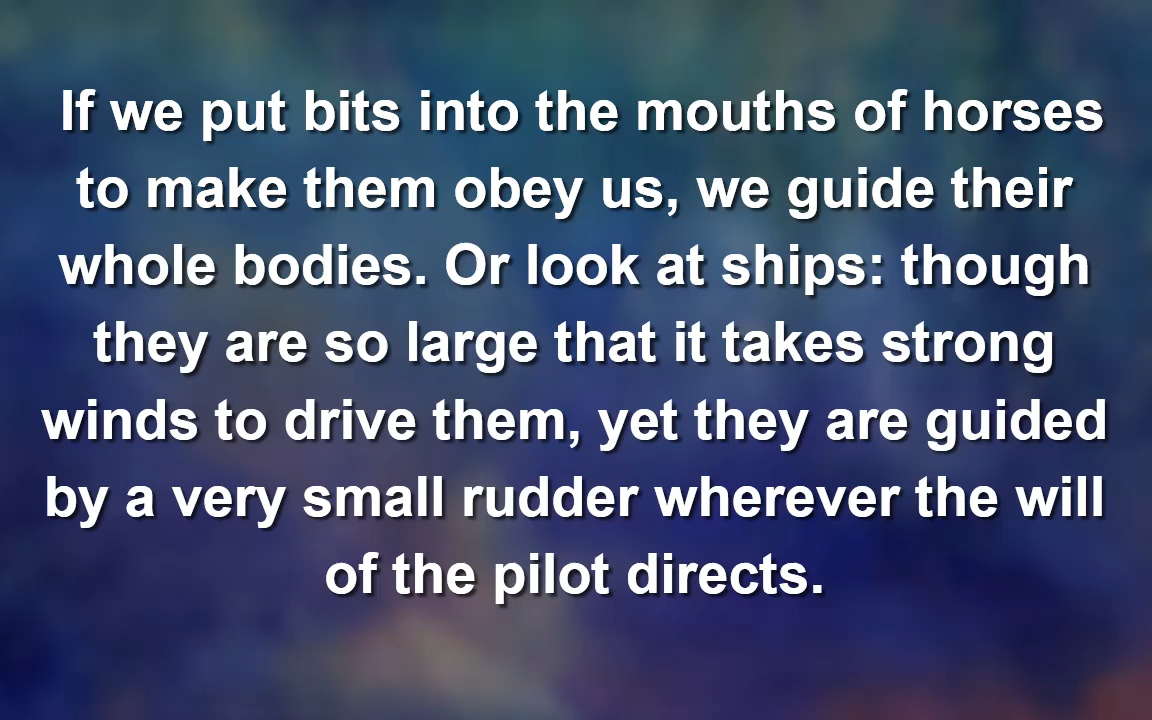 If we put bits into the mouths of horses
to make them obey us, we guide their
whole bodies. Or look at ships: though
they are so large that it takes strong
winds to drive them, yet they are guided
by a very small rudder wherever the will
of the pilot directs.